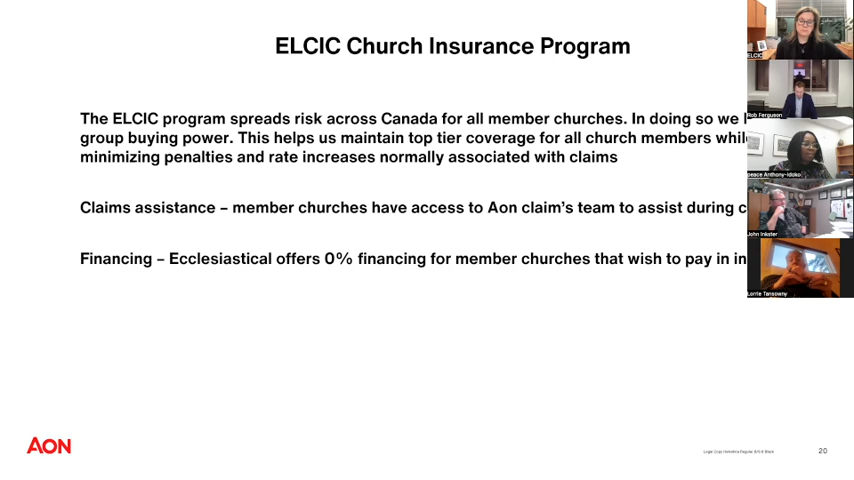 ELCIC Church Insurance Program
The ELCIC program spreads risk across Canada for all member churches. In doing so we
group buying power. This helps us maintain top tier coverage for all church members whil
minimizing penalties and rate increases normally associated with claims
Claims assistance – member churches have access to Aon claim's team to assist during c
Financing – Ecclesiastical offers 0% financing for member churches that wish to pay in in
ELCIC
Rob Ferguson
peace Anthony-Idoko
John Inkster
Lorrie Tansowny
AON
20